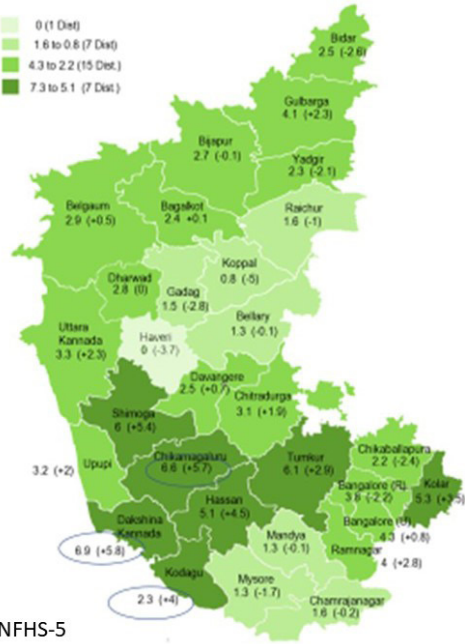 0 (1 Dist)
1.6 to 0.8 (7 Dist)
4.3 to 2.2 (15 Dist.)
7.3 to 5.1 (7 Dist.)
Bidar
2.5 (-2.6)
Gulbarga
4.1 (+2.3)
Bijapur
2.7 (-0.1)
Yadgir
2.3 (-2.1)
Belgaum
2.9 (+0.5)
Bagalkot
2.4 +0.1
Raichur
1.6 (-1)
Koppal
0.8 (-5)
Dharwad
2.8 (0)
Gadag
1.5 (-2.8)
Bellary
1.3 (-0.1)
Uttara
Kannada
3.3 (+2.3)
Haveri
0 (-3.7)
Davangere
2.5 (+0.7)
Chitradurga
3.1 (+1.9)
Shimoga
6 (+5.4)
Chikamagaluru
6.6 (+5.7)
Tumkur
6.1 (+2.9)
Chikaballapura
2.2 (-2.4)
Upupi
3.2 (+2)
Bangalore (R)
3.8 (-2.2)
Kolar
5.3
Hassan
5.1 (+4.5)
Bangalore (U)
4.3 (+0.8)
Dakshina
Kannada
6.9 (+5.8)
Mandya
1.3 (-0.1)
Ramnagar
4 (+2.8)
Kodagu
2.3 (+4)
Mysore
1.3 (-1.7)
Chamrajanagar
1.6 (-0.2)
NFHS-5